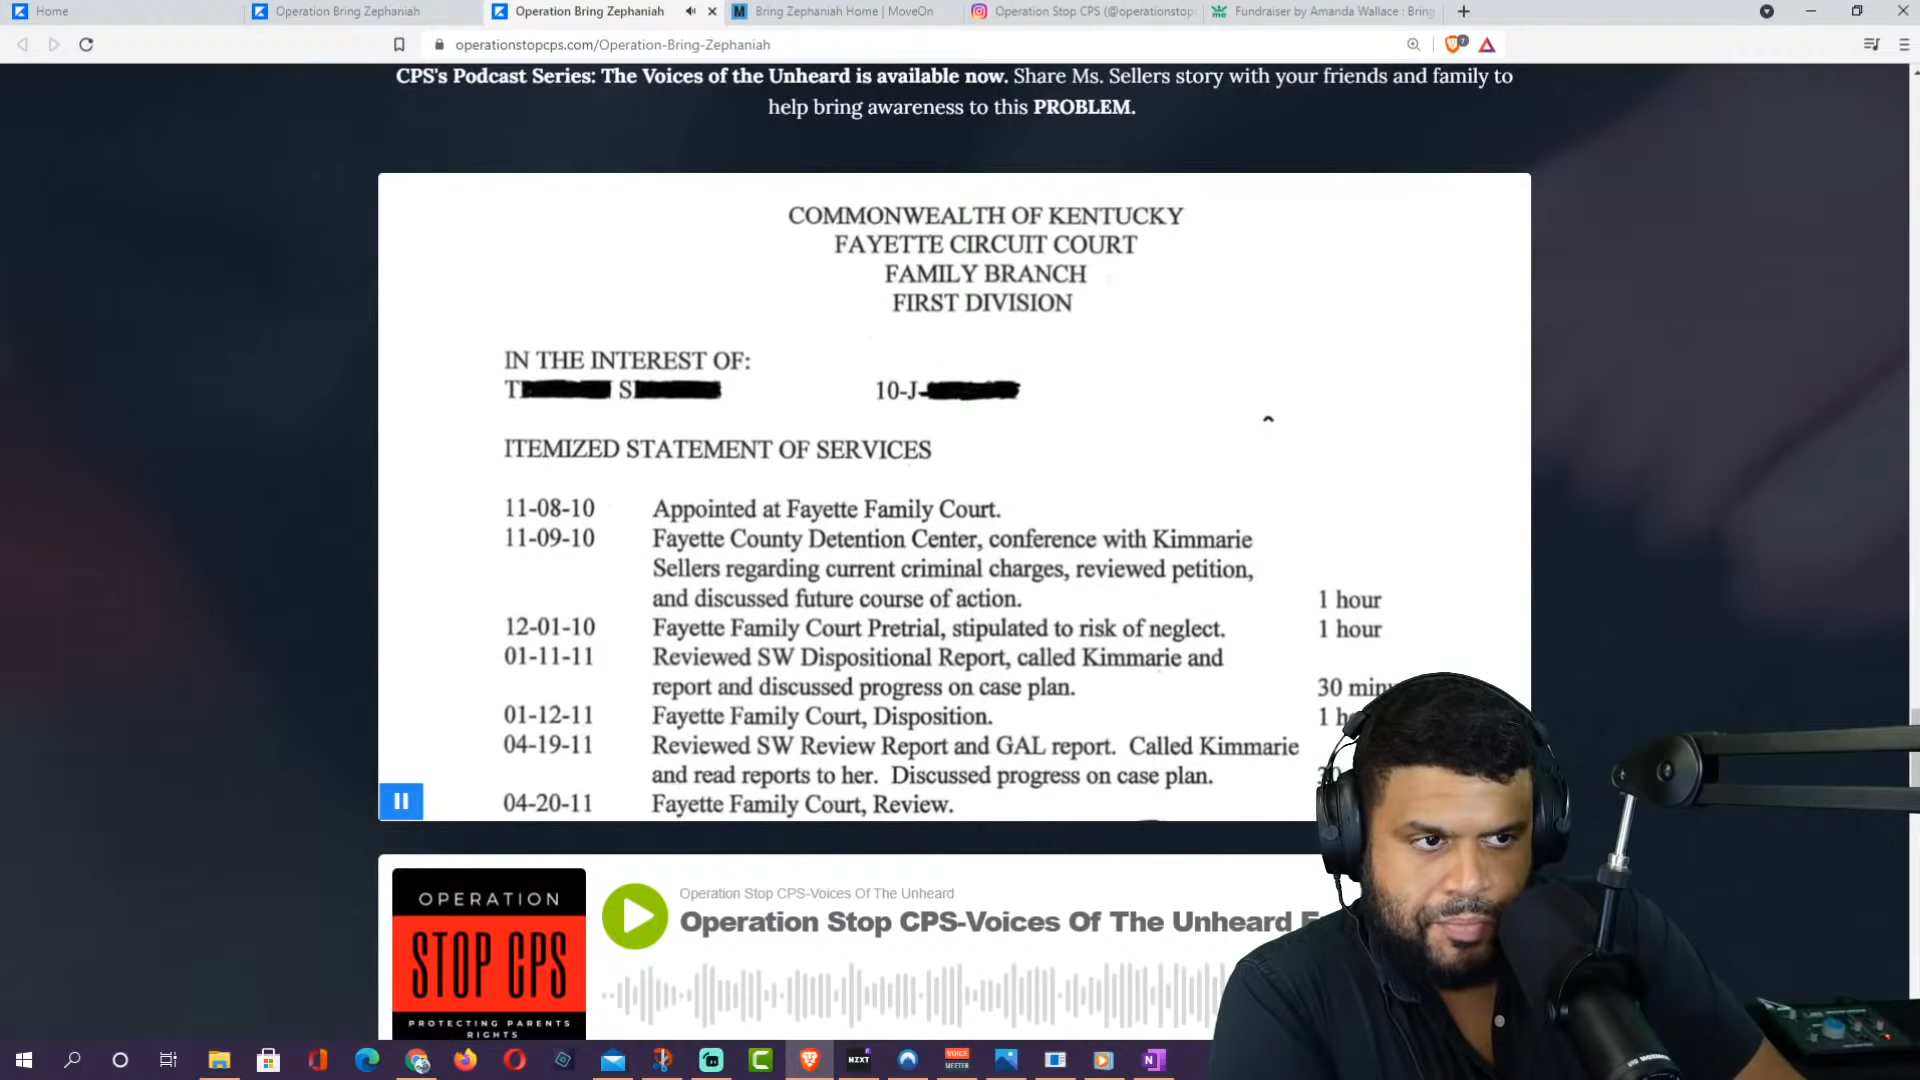 Home
Operation Bring Zephaniah
Operation Bring Zephaniah
Bring Zephaniah Home | MoveOn
Operation Stop CPS (@operationstop
Fundraiser by Amanda Wallace : Bring
operationstopcps.com/Operation-Bring-Zephaniah
7
CPS's Podcast Series: The Voices of the Unheard is available now. Share Ms. Sellers story with your friends and family to
help bring awareness to this PROBLEM.
COMMONWEALTH OF KENTUCKY
FAYETTE CIRCUIT COURT
FAMILY BRANCH
FIRST DIVISION
IN THE INTEREST OF:
T S 10-J-
ITEMIZED STATEMENT OF SERVICES
11-08-10 Appointed at Fayette Family Court.
11-09-10 Fayette County Detention Center, conference with Kimmarie
Sellers regarding current criminal charges, reviewed petition,
and discussed future course of action. 1 hour
12-01-10 Fayette Family Court Pretrial, stipulated to risk of neglect. 1 hour
01-11-11 Reviewed SW Dispositional Report, called Kimmarie and
report and discussed progress on case plan. 30
01-12-11 Fayette Family Court, Disposition. 1
04-19-11 Reviewed SW Review Report and GAL report. Called Kimmarie
and read reports to her. Discussed progress on case plan.
04-20-11 Fayette Family Court, Review.
OPERATION
STOP CPS
PROTECTING PARENTS
RIGHTS
Operation Stop CPS-Voices Of The Unheard
Operation Stop CPS-Voices Of The Unheard
NZXT
VOICE
MEETER